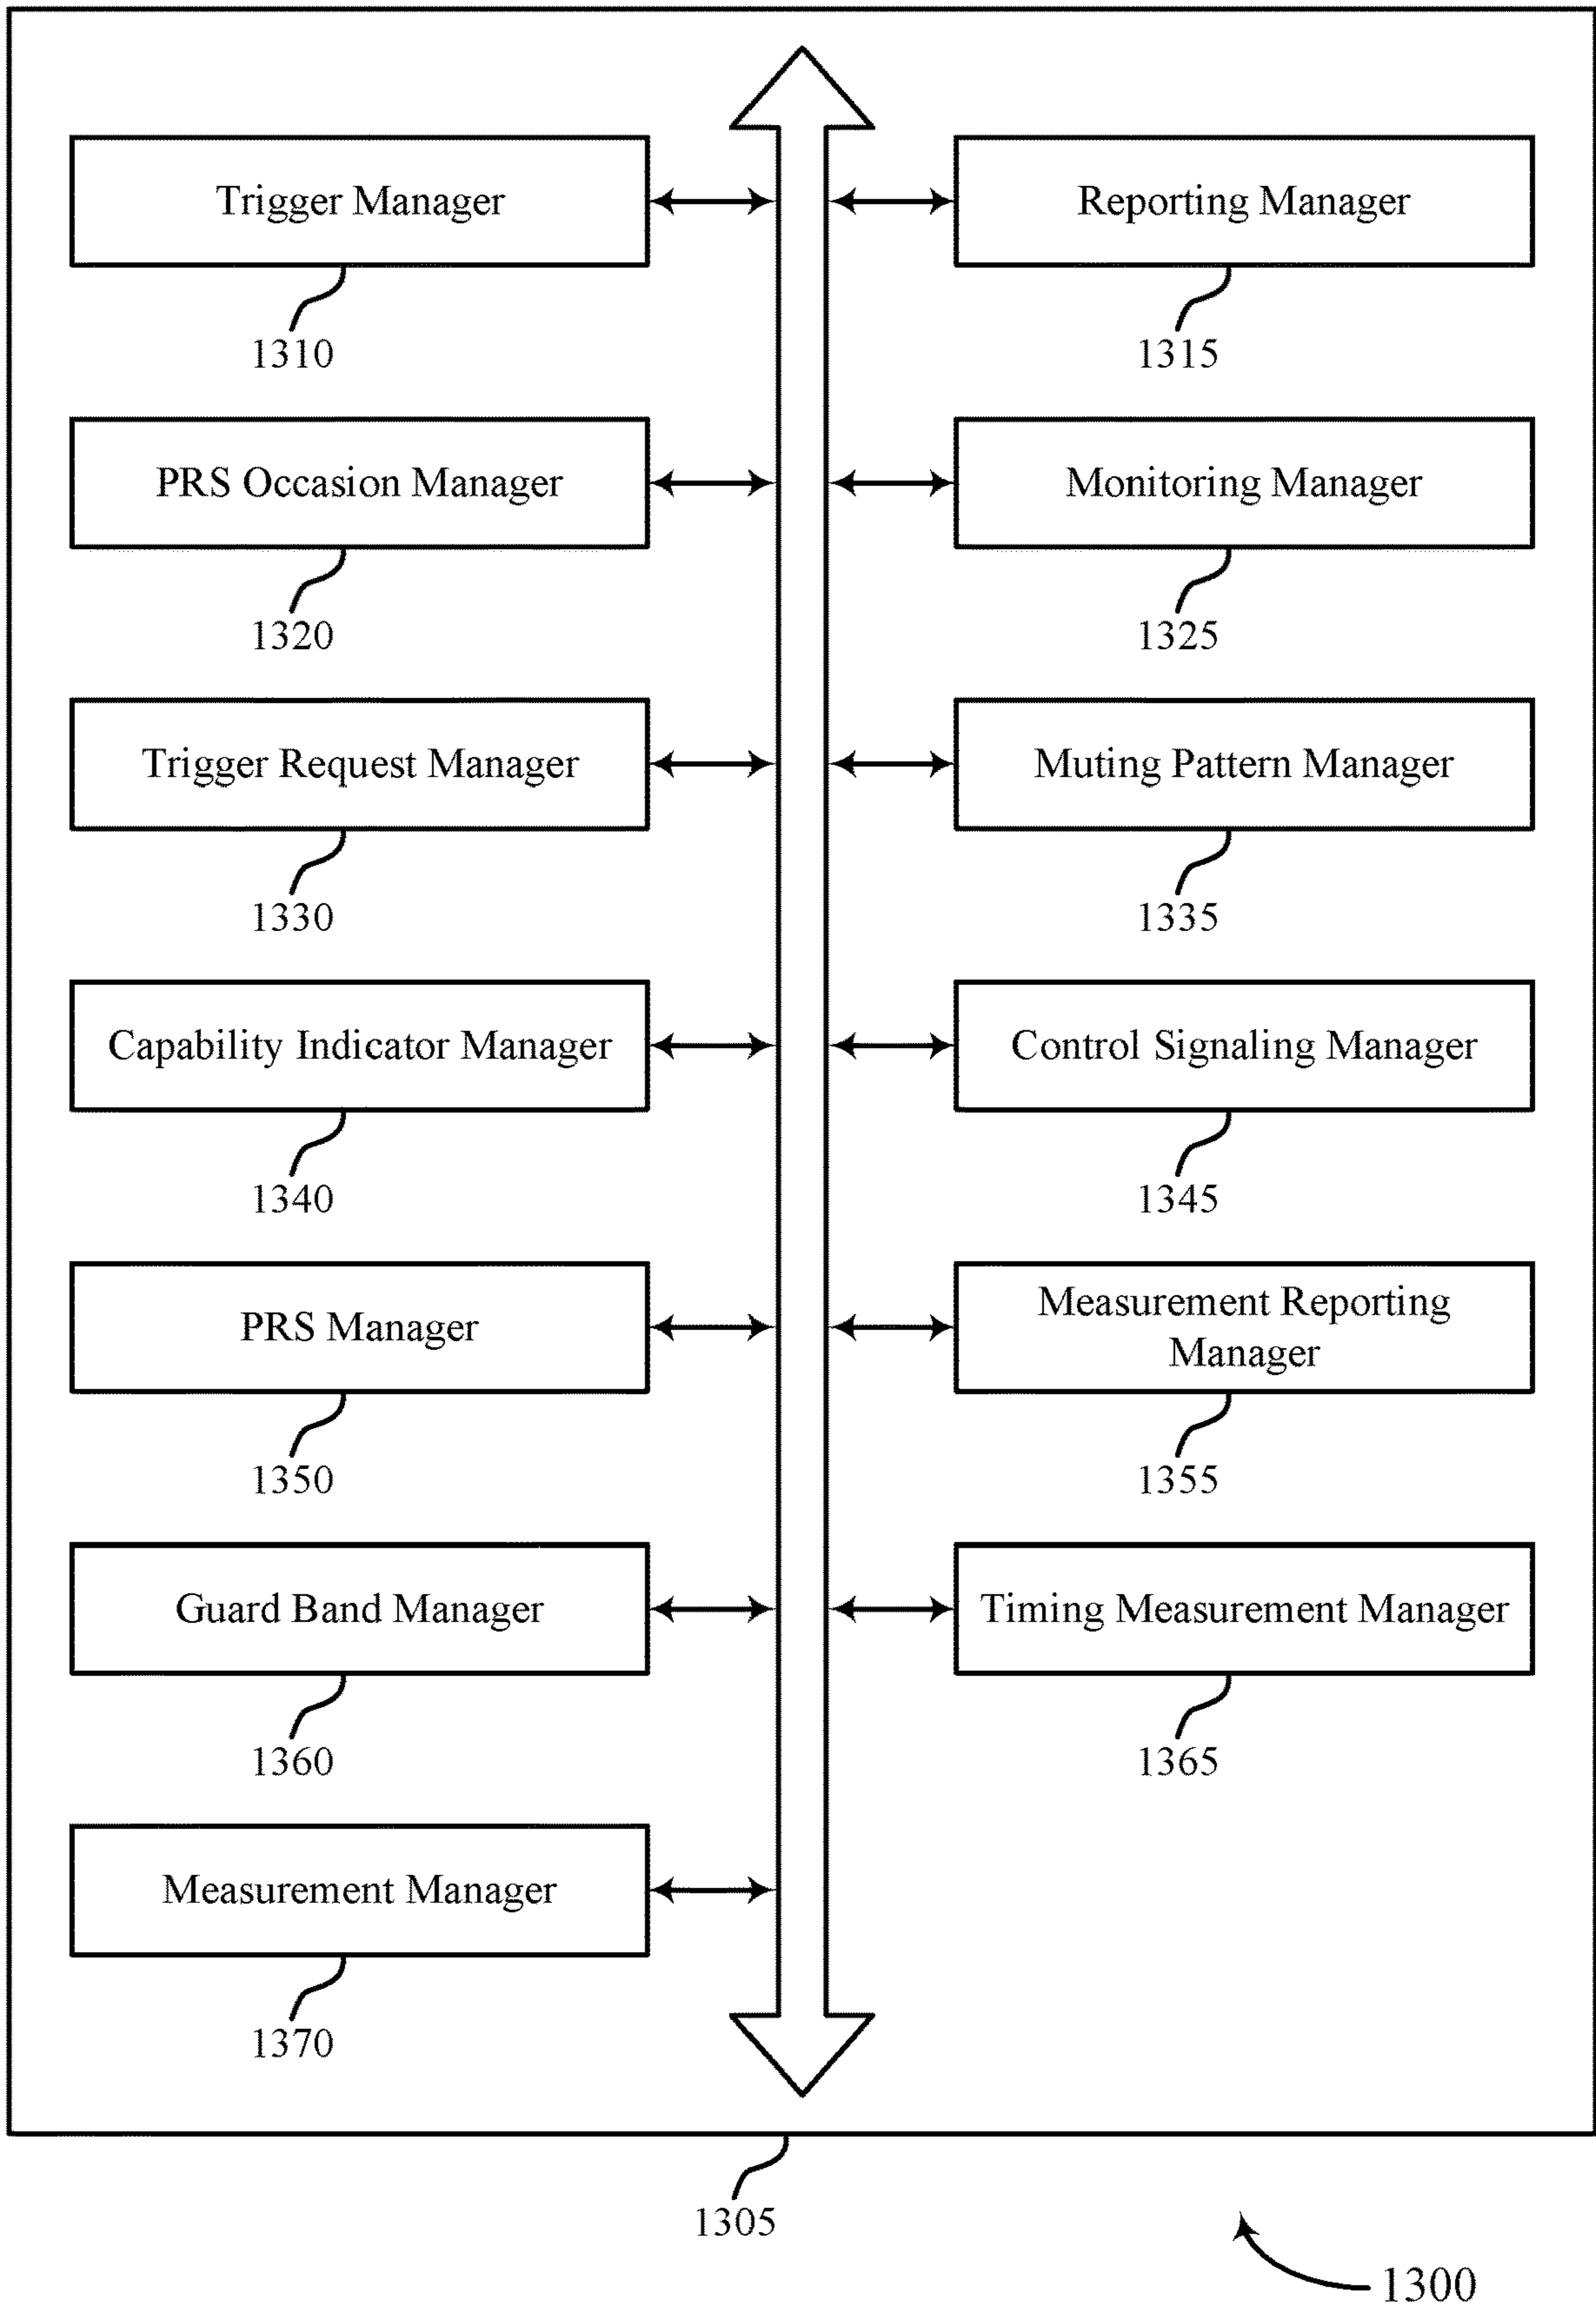 Trigger Manager
1310
Reporting Manager
1315
PRS Occasion Manager
1320
Monitoring Manager
1325
Trigger Request Manager
1330
Muting Pattern Manager
1335
Capability Indicator Manager
1340
Control Signaling Manager
1345
PRS Manager
1350
Measurement Reporting
Manager
1355
Guard Band Manager
1360
Timing Measurement Manager
1365
Measurement Manager
1370
1305
1300